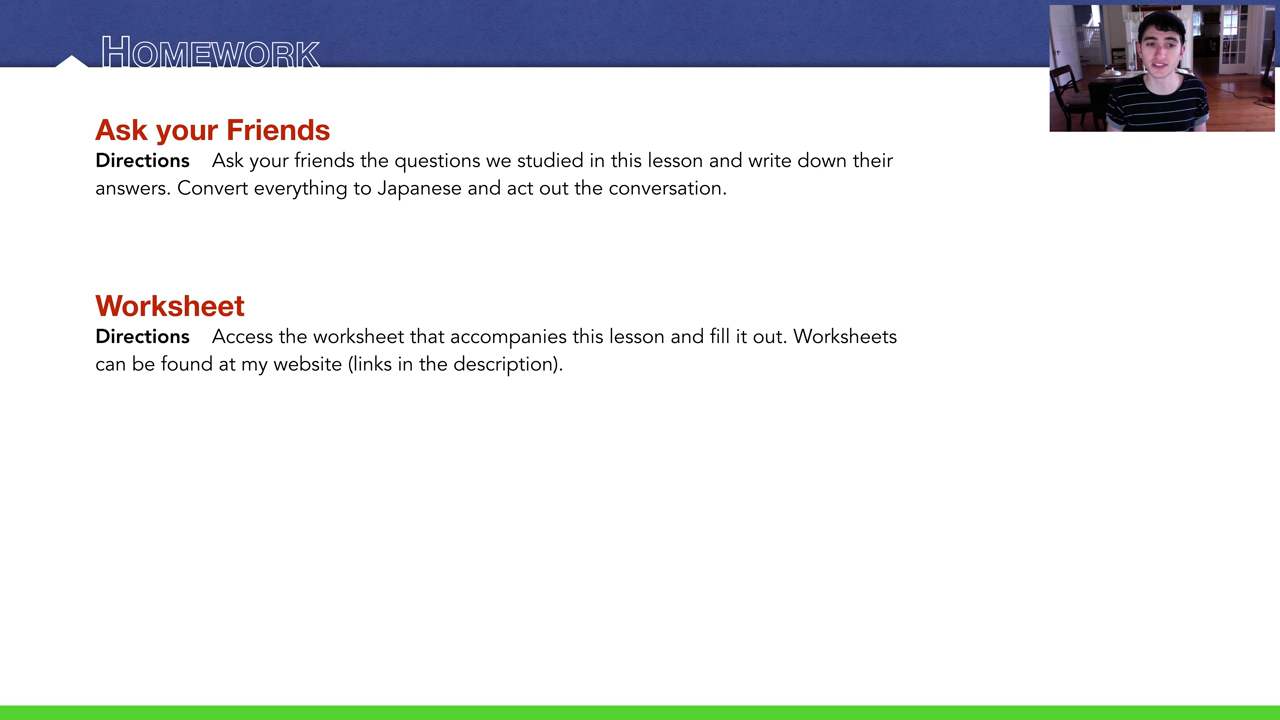 HOMEWORK
Ask your Friends
Directions Ask your friends the questions we studied in this lesson and write down their
answers. Convert everything to Japanese and act out the conversation.
Worksheet
Directions Access the worksheet that accompanies this lesson and fill it out. Worksheets
can be found at my website (links in the description).